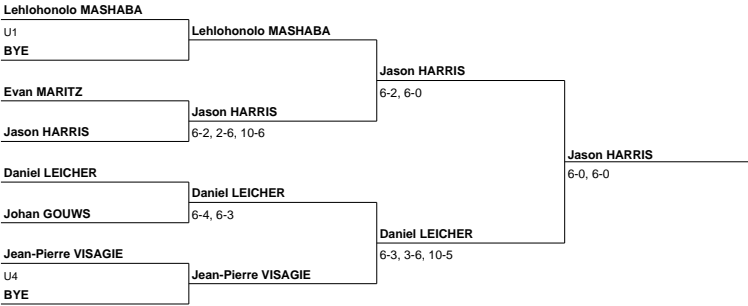 Lehlohonolo MASHABA
U1
BYE
Lehlohonolo MASHABA
Evan MARITZ
Jason HARRIS
Jason HARRIS
6-2, 2-6, 10-6
Jason HARRIS
6-2, 6-0
Daniel LEICHER
Johan GOUWS
Daniel LEICHER
6-4, 6-3
Jean-Pierre VISAGIE
U4
BYE
Jean-Pierre VISAGIE
Daniel LEICHER
6-3, 3-6, 10-5
Jason HARRIS
6-0, 6-0